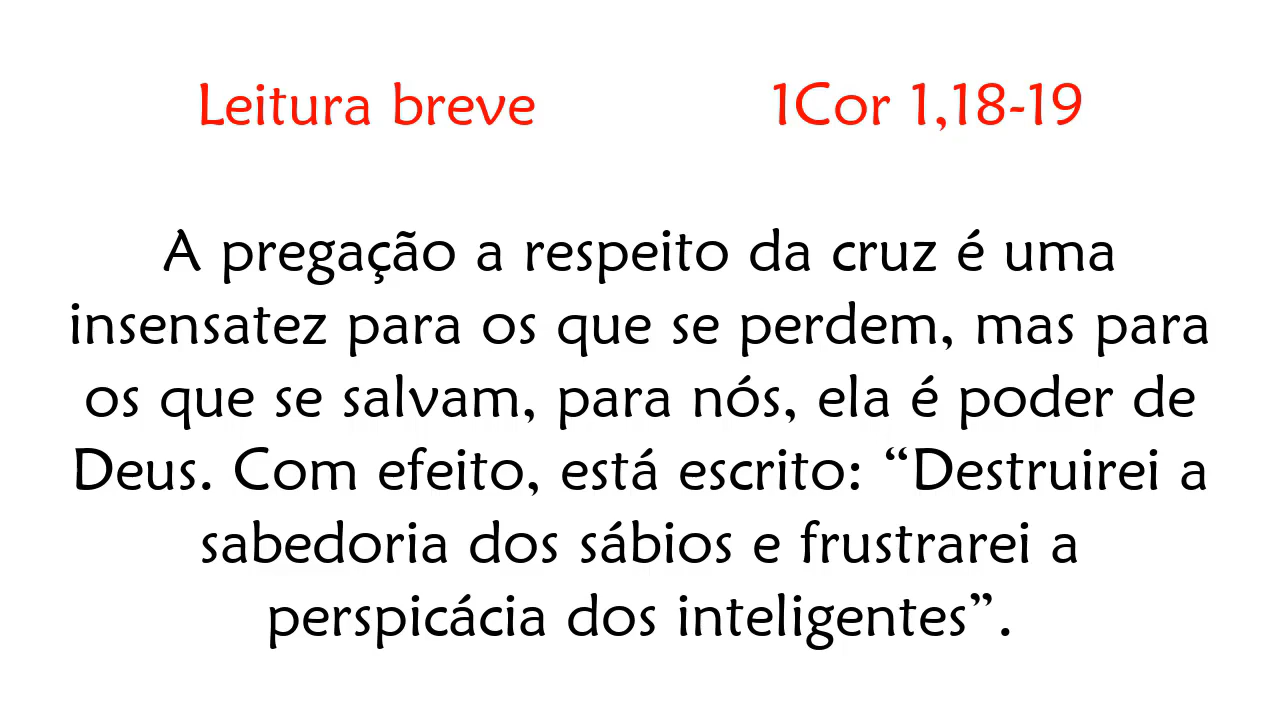 Leitura breve 1Cor 1,18-19
A pregação a respeito da cruz é uma
insensatez para os que se perdem, mas para
os que se salvam, para nós, ela é poder de
Deus. Com efeito, está escrito: “Destruirei a
sabedoria dos sábios e frustrarei a
perspicácia dos inteligentes”.